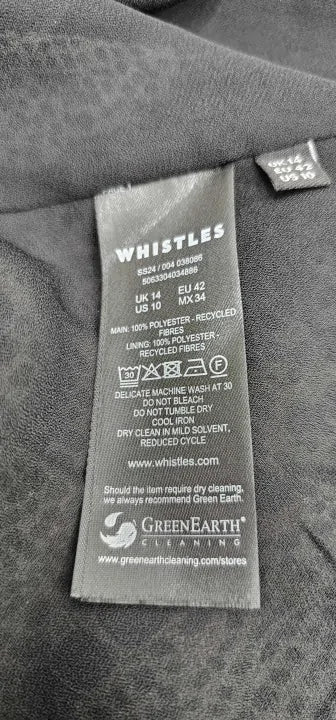 WHISTLES
SS24 / 004 038086
5063304034886
UK 14 EU 42
US 10 MX 34
MAIN: 100% POLYESTER - RECYCLED
FIBRES
LINING: 100% POLYESTER -
RECYCLED FIBRES
30 F
DELICATE MACHINE WASH AT 30
DO NOT BLEACH
DO NOT TUMBLE DRY
COOL IRON
DRY CLEAN IN MILD SOLVENT,
REDUCED CYCLE
www.whistles.com
Should the item require dry cleaning,
we always recommend Green Earth.
GREENEARTH®
CLEANING
www.greenearthcleaning.com/stores
UK 14
EU 42
US 10